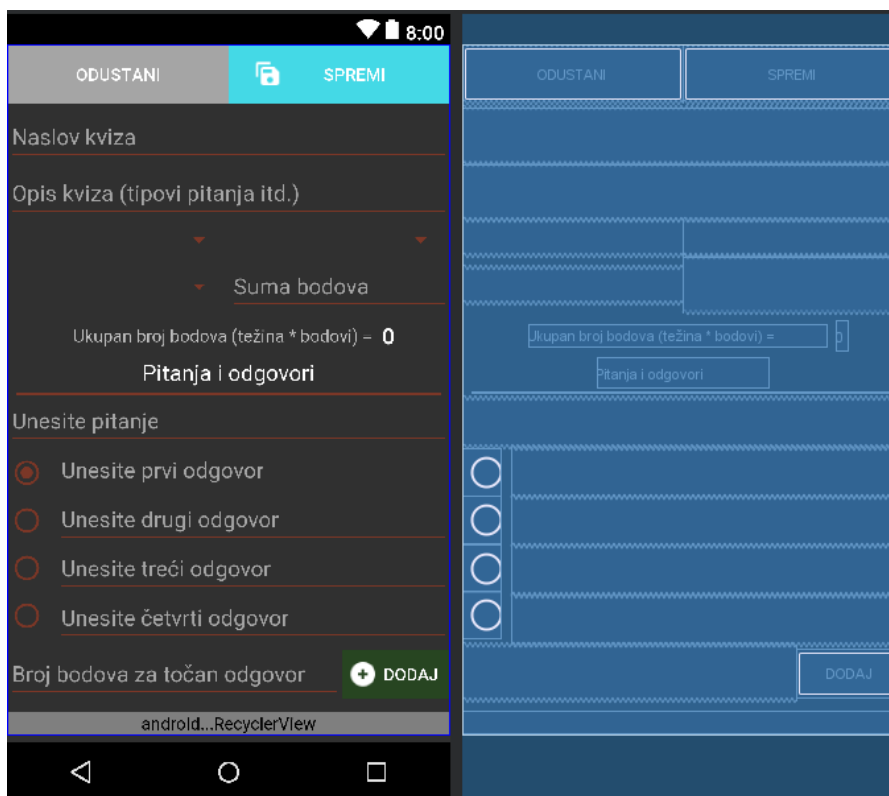 8:00
ODUSTANI SPREMI
Naslov kviza
Opis kviza (tipovi pitanja itd.)
Suma bodova
Ukupan broj bodova (težina * bodovi) = 0
Pitanja i odgovori
Unesite pitanje
Unesite prvi odgovor
Unesite drugi odgovor
Unesite treći odgovor
Unesite četvrti odgovor
Broj bodova za točan odgovor DODAJ
android...RecyclerView
ODUSTANI SPREMI
Ukupan broj bodova (težina * bodovi) = 0
Pitanja i odgovori
DODAJ